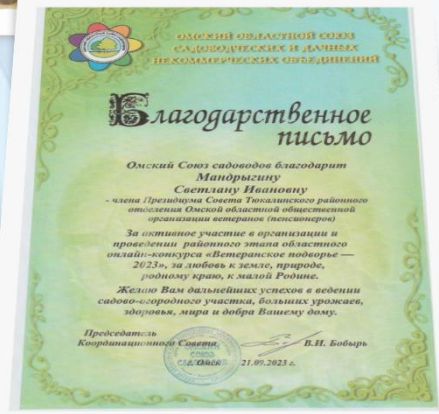 ОМСКИЙ ОБЛАСТНОЙ СОЮЗ
САДОВОДЧЕСКИХ И ДАЧНЫХ
НЕКОММЕРЧЕСКИХ ОБЪЕДИНЕНИЙ
Благодарственное
письмо
Омский Союз садоводов благодарит
Мандрыгину
Светлану Ивановну
- члена Президиума Совета Тюкалинского районного
отделения Омской областной общественной
организации ветеранов (пенсионеров)
За активное участие в организации и
проведении районного этапа областного
онлайн-конкурса «Ветеранское подворье —
2023», за любовь к земле, природе,
родному краю, к малой Родине.
Желаю Вам дальнейших успехов в ведении
садово-огородного участка, больших урожаев,
здоровья, мира и добра Вашему дому.
Председатель
Координационного Совета
В.И. Бобырь
СОЮЗ
г. Омск
21.09.2023 г.